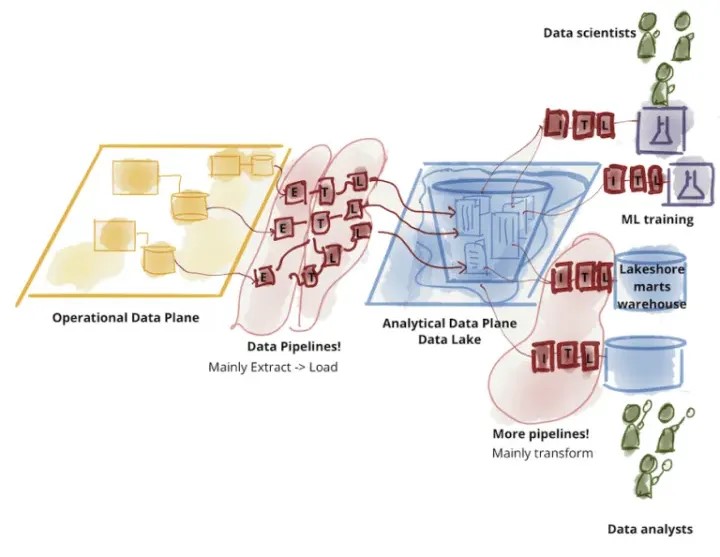 Data scientists
I T L
I T L
ML training
E T L
E T L
E T L
Operational Data Plane
Data Pipelines!
Mainly Extract -> Load
Analytical Data Plane
Data Lake
I T L
Lakeshore
marts
warehouse
I T L
More pipelines!
Mainly transform
Data analysts